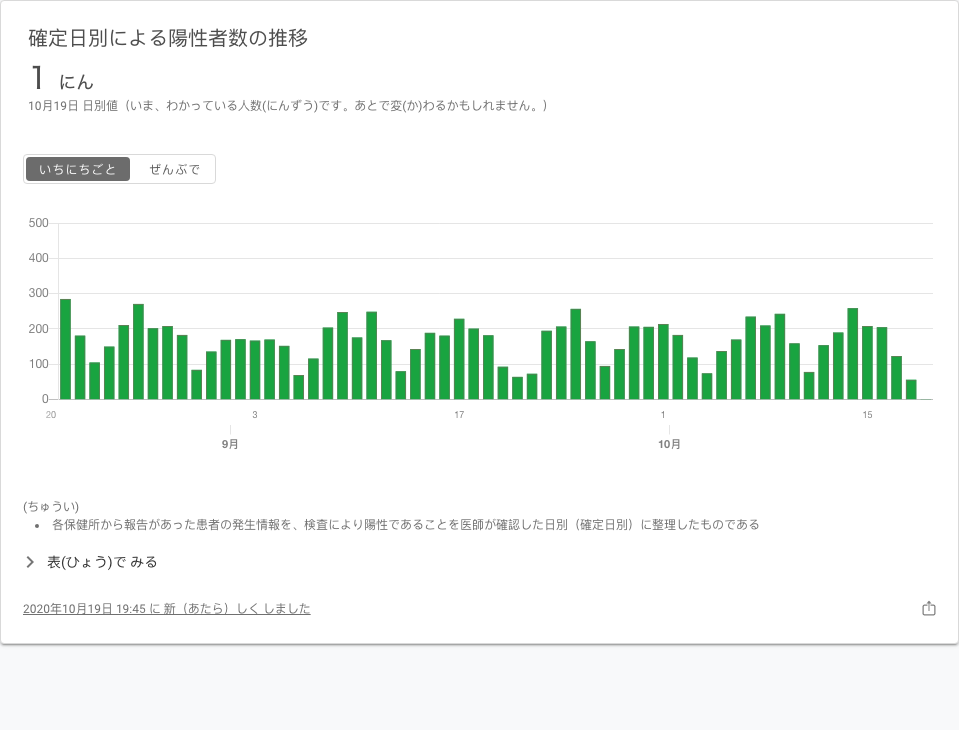 確定日別による陽性者数の推移
1 にん
10月19日 日別値（いま、わかっている人数(にんずう)です。あとで変(か)わるかもしれません。）
いちにちごと ぜんぶで
500
400
300
200
100
0
20 3 17 1 15
9月 10月
(ちゅうい)
• 各保健所から報告があった患者の発生情報を、検査により陽性であることを医師が確認した日別（確定日別）に整理したものである
表(ひょう)で みる
2020年10月19日 19:45 に 新（あたら）しく しました